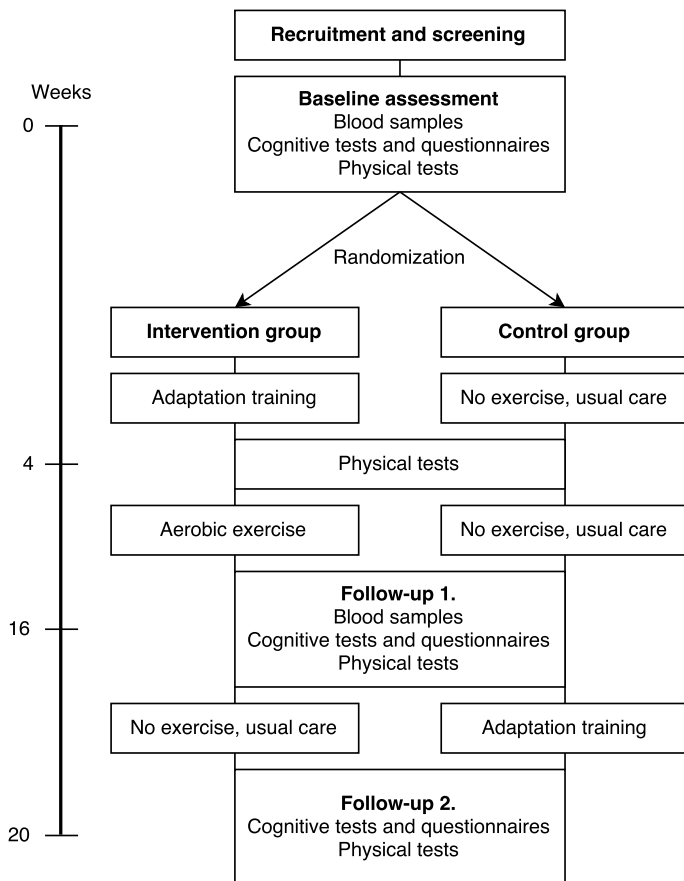 Recruitment and screening
Weeks
Baseline assessment
Blood samples
Cognitive tests and questionnaires
Physical tests
0
Randomization
Intervention group
Control group
Adaptation training
No exercise, usual care
4
Physical tests
Aerobic exercise
No exercise, usual care
Follow-up 1.
Blood samples
Cognitive tests and questionnaires
Physical tests
16
No exercise, usual care
Adaptation training
Follow-up 2.
Cognitive tests and questionnaires
Physical tests
20